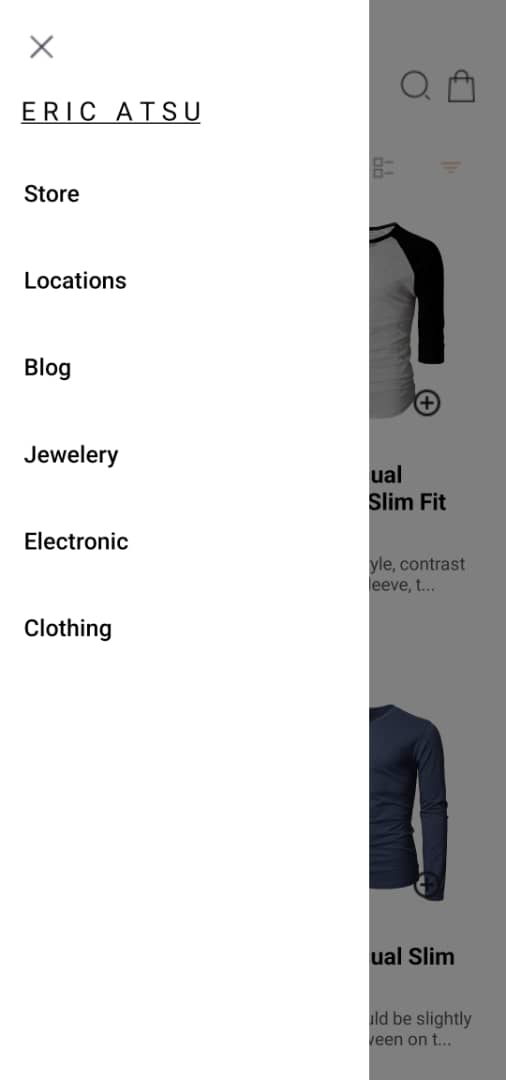 ERIC ATSU
Store
Locations
Blog
Jewelery
Electronic
Clothing
ual
Slim Fit
yle, contrast
leeve, t...
ual Slim
uld be slightly
veen on t...